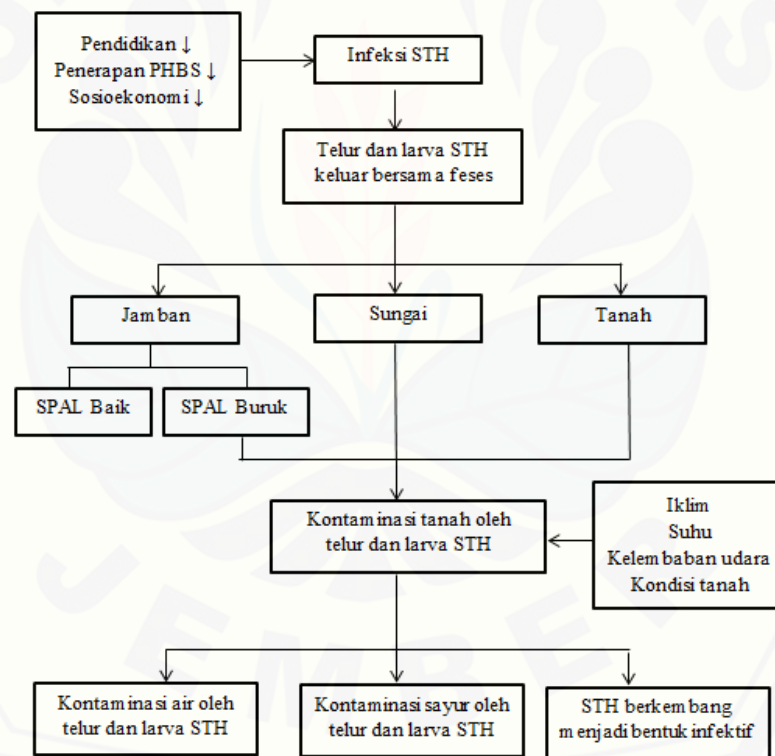 Pendidikan ↓
Penerapan PHBS ↓
Sosioekonomi ↓
Infeksi STH
Telur dan larva STH
keluar bersama feses
Jamban
Sungai
Tanah
SPAL Baik
SPAL Buruk
Kontaminasi tanah oleh
telur dan larva STH
Iklim
Suhu
Kelembaban udara
Kondisi tanah
Kontaminasi air oleh
telur dan larva STH
Kontaminasi sayur oleh
telur dan larva STH
STH berkembang
menjadi bentuk infektif
JEMBER